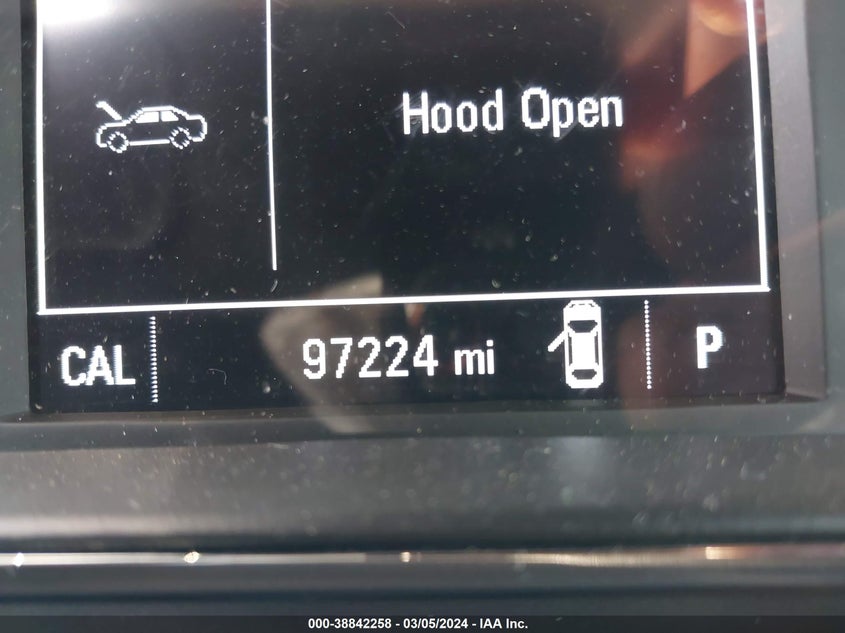 Hood Open
CAL 97224 mi P
000-38842258 - 03/05/2024 - IAA Inc.